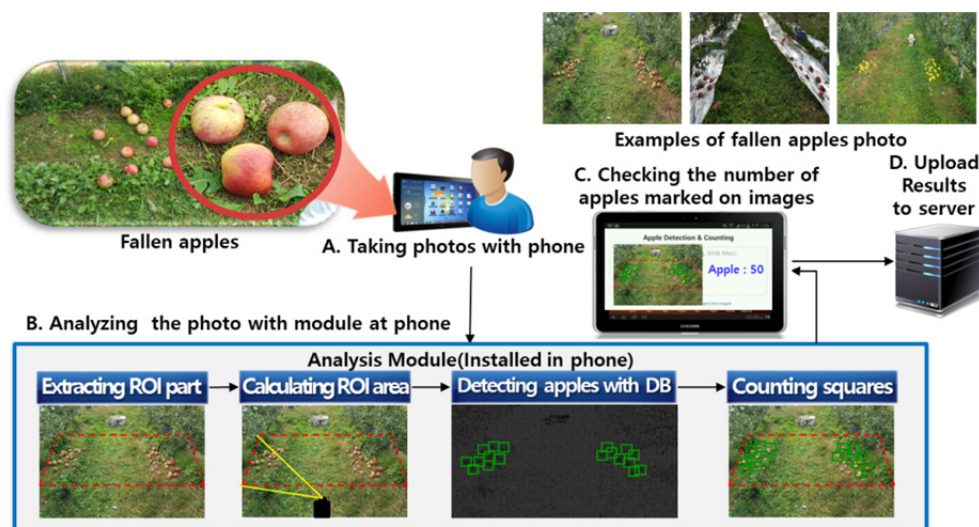 Fallen apples
A. Taking photos with phone
Examples of fallen apples photo
C. Checking the number of
apples marked on images
Apple Detection & Counting
Apple : 50
SAMSUNG
D. Upload
Results
to server
B. Analyzing the photo with module at phone
Analysis Module(Installed in phone)
Extracting ROI part
Calculating ROI area
Detecting apples with DB
Counting squares